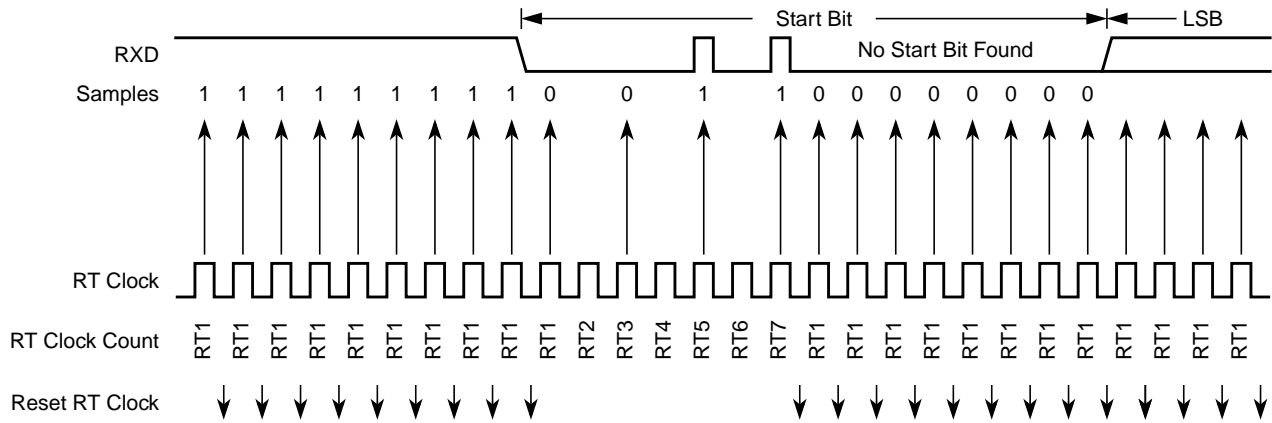 Start Bit LSB
RXD No Start Bit Found
Samples 1 1 1 1 1 1 1 1 1 0 0 1 1 0 0 0 0 0 0 0 0
RT Clock
RT Clock Count RT1 RT1 RT1 RT1 RT1 RT1 RT1 RT1 RT1 RT1 RT2 RT3 RT4 RT5 RT6 RT7 RT1 RT1 RT1 RT1 RT1 RT1 RT1 RT1 RT1 RT1 RT1 RT1
Reset RT Clock